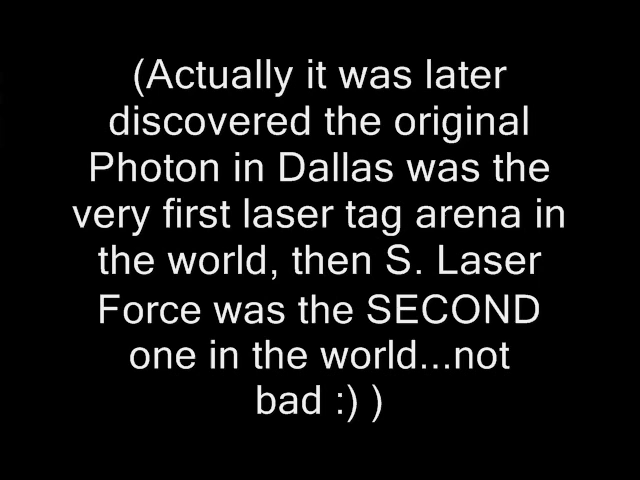 (Actually it was later
discovered the original
Photon in Dallas was the
very first laser tag arena in
the world, then S. Laser
Force was the SECOND
one in the world...not
bad :) )